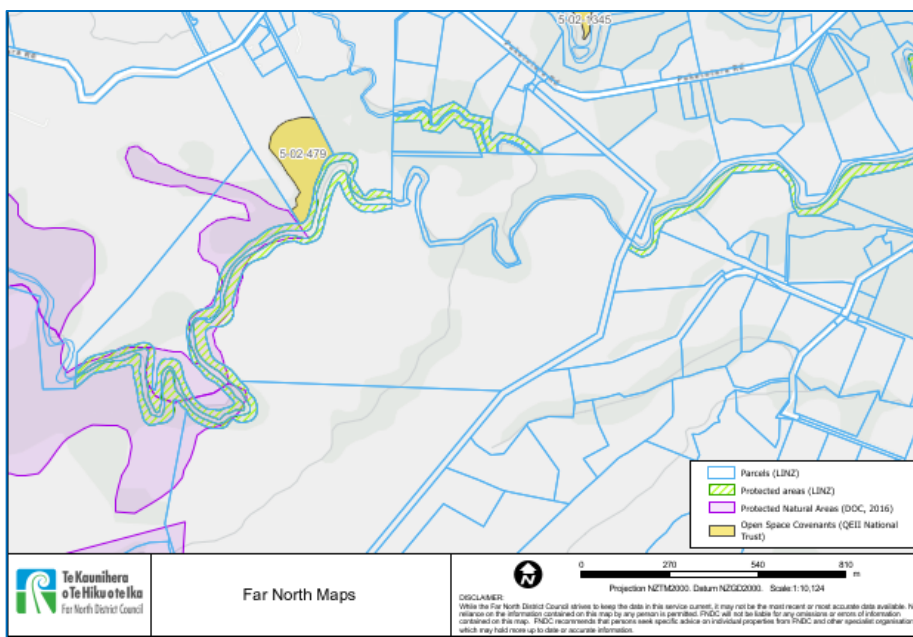 5-02-1345
Rd
Rd
Rd
5-02-479
Parcels (LINZ)
Protected areas (LINZ)
Protected Natural Areas (DOC, 2016)
Open Space Covenants (QEII National
Trust)
Te Kaunihera
o Te Hiku o te Ika
Far North District Council
Far North Maps
0 270 540 810
m
Projection NZTM2000. Datum NZGD2000. Scale:1:10,124
DISCLAIMER:
While the Far North District Council strives to keep the data in this service current, it may not be the most recent or most accurate data available. N
reliance on the information contained on this map by any person is permitted. FNDC will not be liable for any omissions or errors of information
contained on this map. FNDC recommends that persons seek specific advice on individual properties from FNDC and other specialist organisation
which may hold more up to date or accurate information.